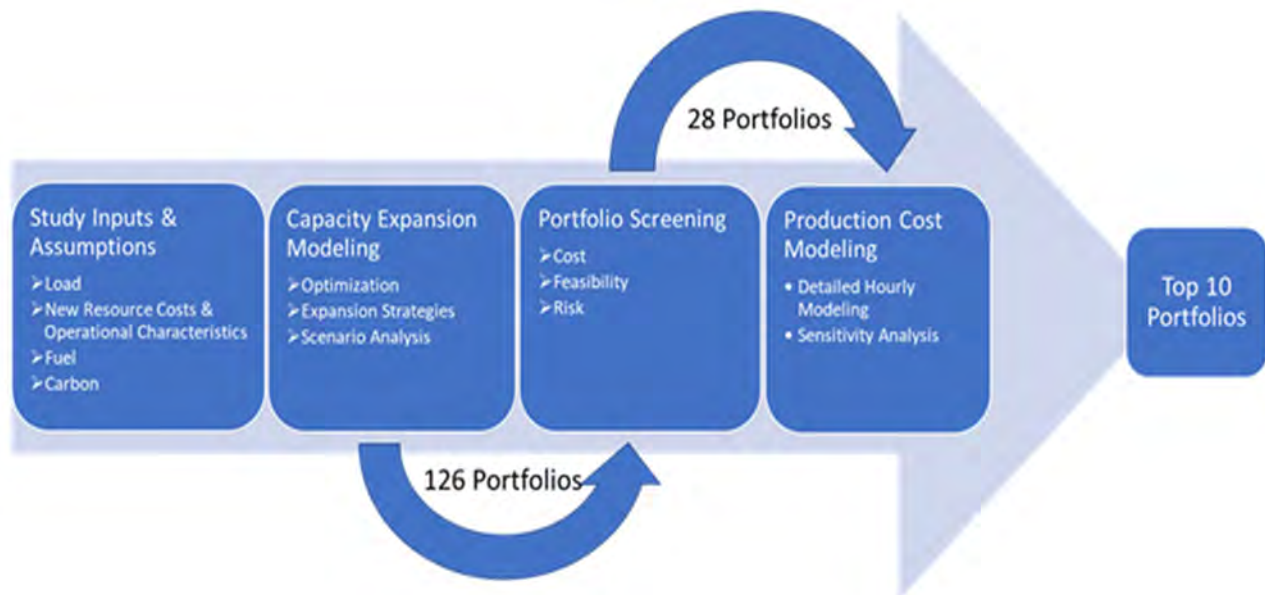 28 Portfolios
Study Inputs &
Assumptions
➢Load
➢New Resource Costs &
Operational Characteristics
➢Fuel
➢Carbon
Capacity Expansion
Modeling
➢Optimization
➢Expansion Strategies
➢Scenario Analysis
Portfolio Screening
➢Cost
➢Feasibility
➢Risk
Production Cost
Modeling
• Detailed Hourly
Modeling
• Sensitivity Analysis
Top 10
Portfolios
126 Portfolios